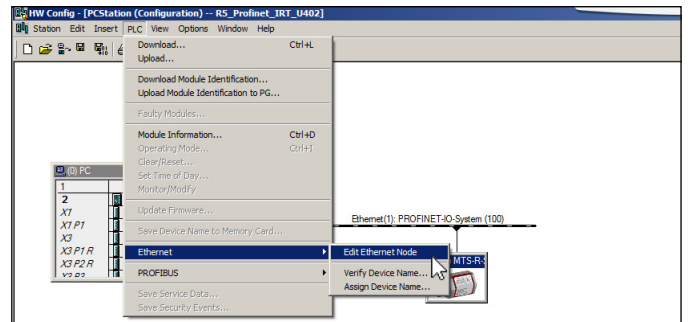 HW Config - [PCStation (Configuration) -- R5_Profinet_IRT_U402]
Station Edit Insert PLC View Options Window Help
Download... Ctrl+L
Upload...
Download Module Identification...
Upload Module Identification to PG...
Faulty Modules...
Module Information... Ctrl+D
Operating Mode... Ctrl+I
Clear/Reset...
Set Time of Day...
Monitor/Modify
Update Firmware...
Save Device Name to Memory Card...
Ethernet
PROFIBUS
Save Service Data...
Save Security Events...
Edit Ethernet Node
Verify Device Name...
Assign Device Name...
(0) PC
1
2
X1
X1 P1
X3
X3 P1 R
X3 P2 R
X3 P3
Ethernet(1): PROFINET-IO-System (100)
MTS-R-